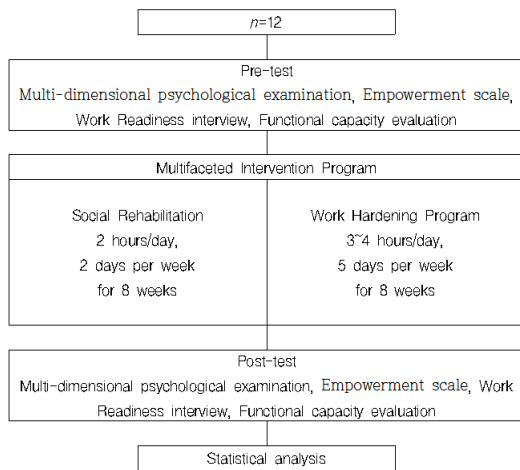 n=12
Pre-test
Multi-dimensional psychological examination, Empowerment scale,
Work Readiness interview, Functional capacity evaluation
Multifaceted Intervention Program
Social Rehabilitation
2 hours/day,
2 days per week
for 8 weeks
Work Hardening Program
3~4 hours/day,
5 days per week
for 8 weeks
Post-test
Multi-dimensional psychological examination, Empowerment scale, Work
Readiness interview, Functional capacity evaluation
Statistical analysis